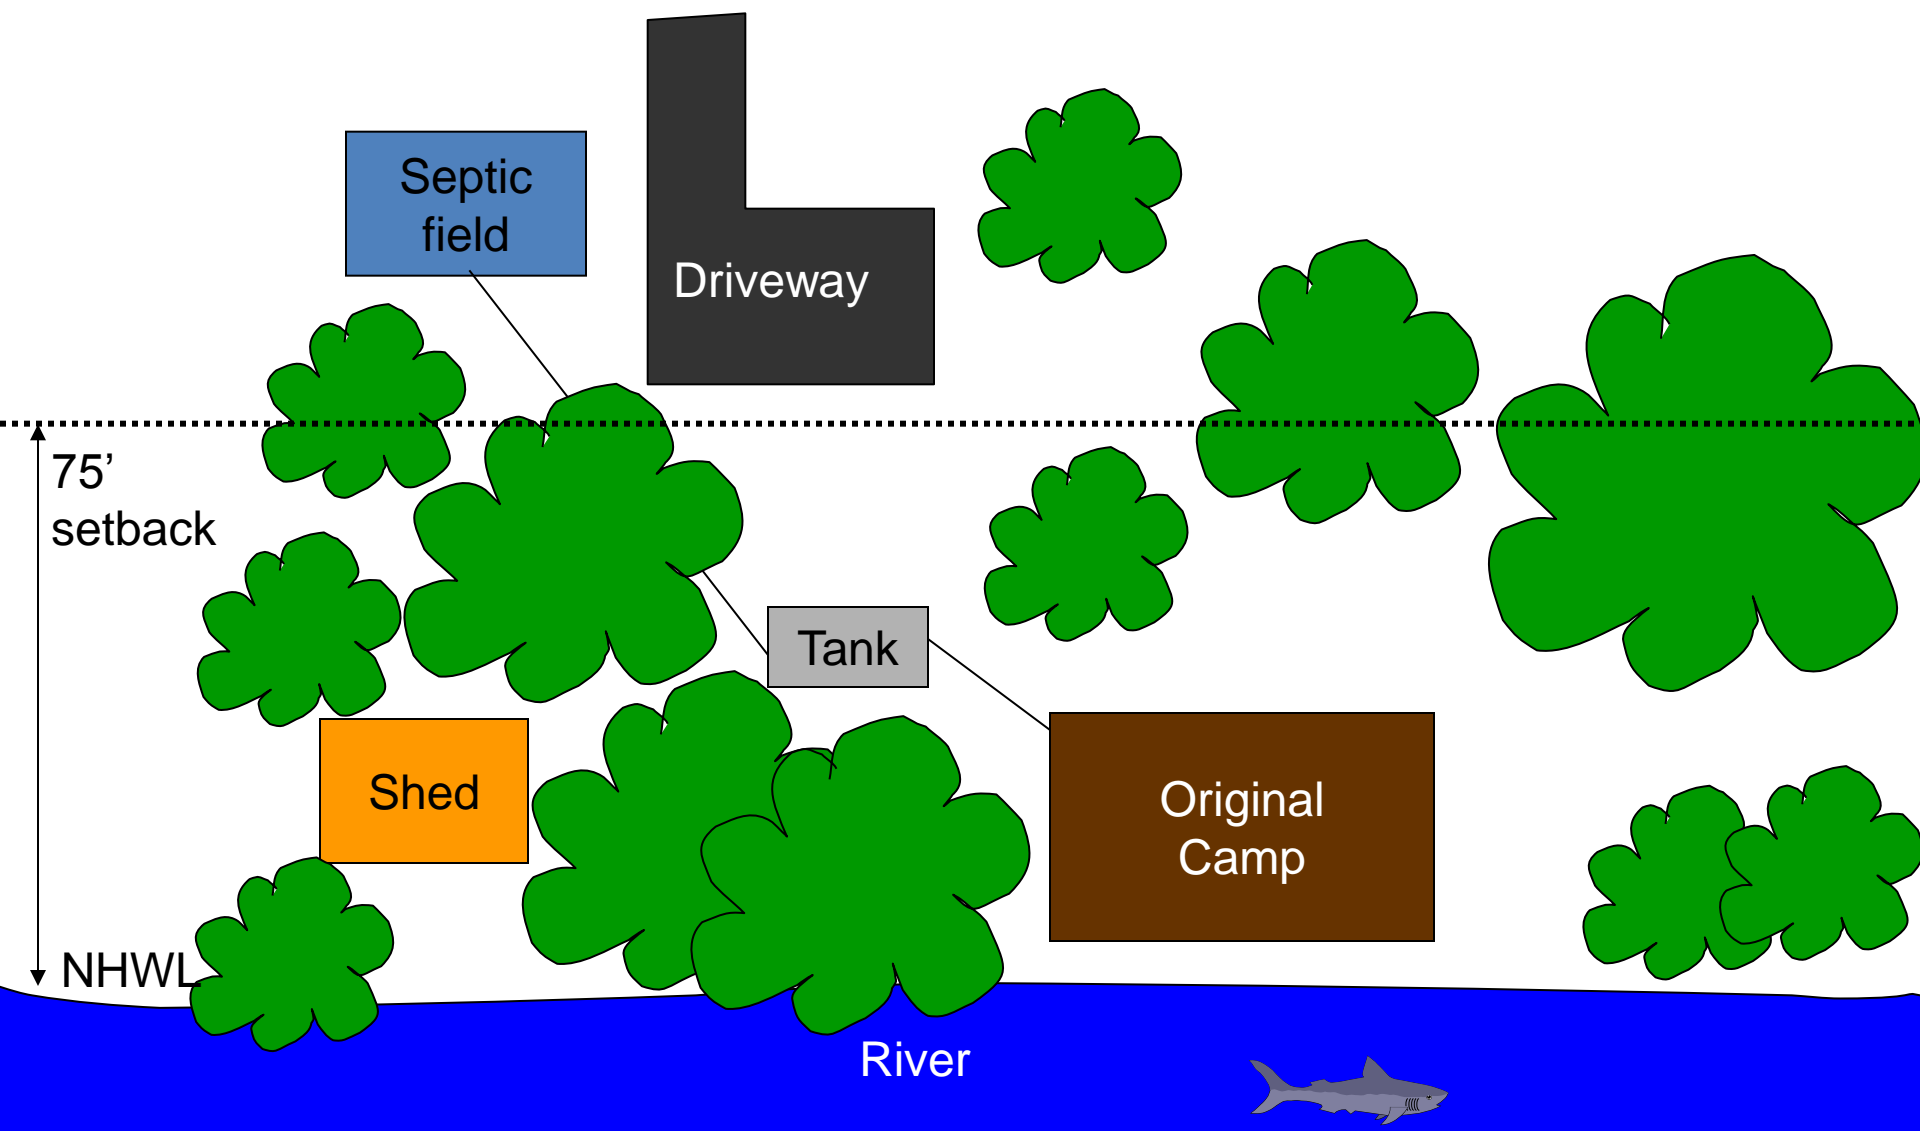 Septic
field
Driveway
75’
setback
Tank
Shed
Original
Camp
NHWL
River